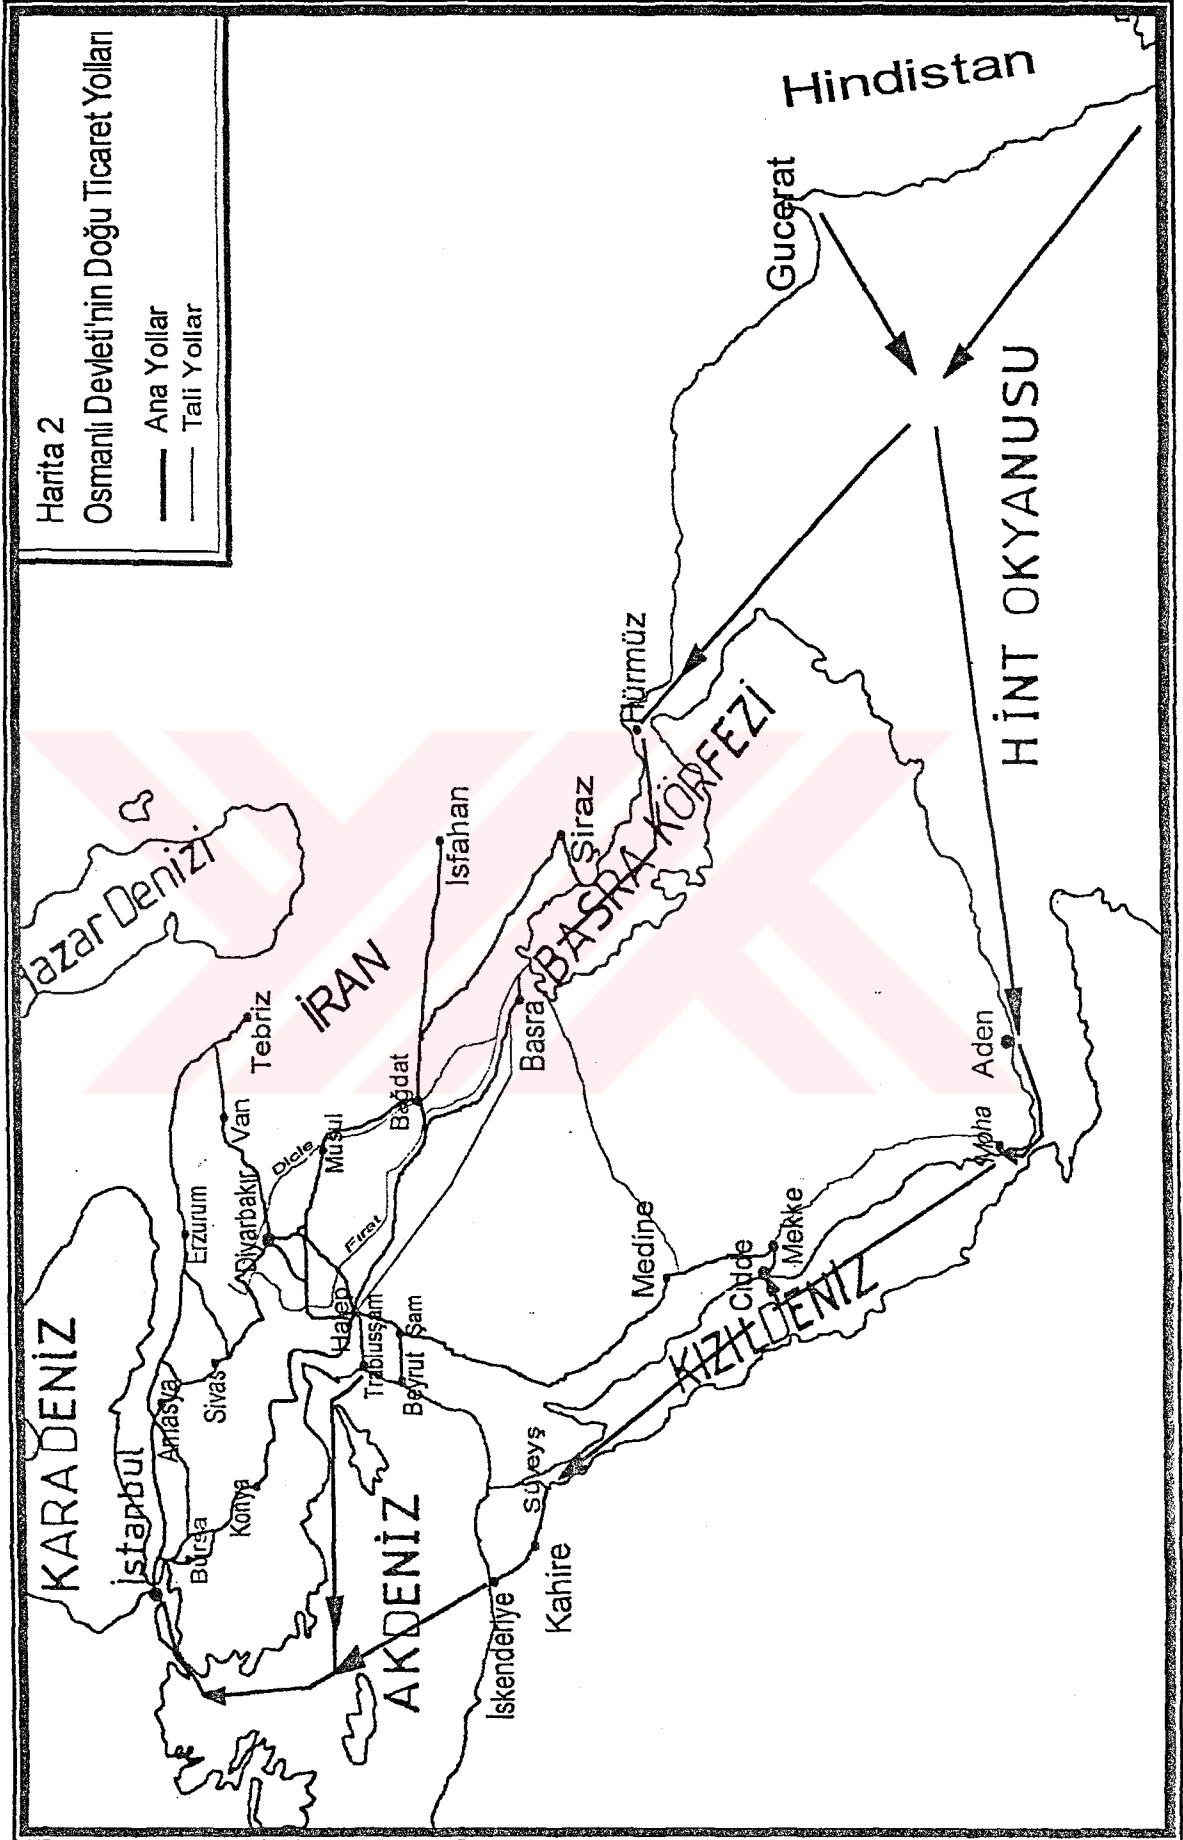 Harita 2
Osmanlı Devleti'nin Doğu Ticaret Yolları
Ana Yollar
Tali Yollar
KARADENİZ
Hazar Denizi
İstanbul
Bursa
Amasya
Sivas
Konya
Erzurum
Diyarbakır
Van
Tebriz
Dicle
Musul
Fırat
Halep
Trablusşam
Beyrut
Şam
Bağdat
İRAN
İsfahan
Şiraz
Basra
BASRA KÖRFEZİ
Hürmüz
Gucerat
Hindistan
AKDENİZ
İskenderiye
Kahire
Süveyş
Medine
Cidde
Mekke
KIZILDENİZ
Moha
Aden
HİNT OKYANUSU